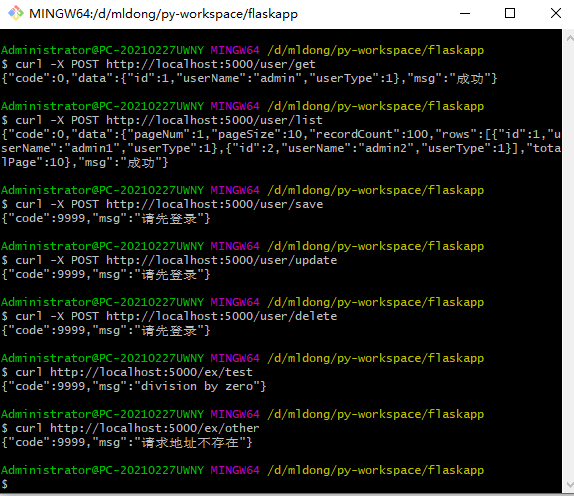 MINGW64:/d/mldong/py-workspace/flaskapp
Administrator@PC-20210227UWNY MINGW64 /d/mldong/py-workspace/flaskapp
$ curl -X POST http://localhost:5000/user/get
{"code":0,"data":{"id":1,"userName":"admin","userType":1},"msg":"成功"}
Administrator@PC-20210227UWNY MINGW64 /d/mldong/py-workspace/flaskapp
$ curl -X POST http://localhost:5000/user/list
{"code":0,"data":{"pageNum":1,"pageSize":10,"recordCount":100,"rows":[{"id":1,"u
serName":"admin1","userType":1},{"id":2,"userName":"admin2","userType":1}],"tota
lPage":10},"msg":"成功"}
Administrator@PC-20210227UWNY MINGW64 /d/mldong/py-workspace/flaskapp
$ curl -X POST http://localhost:5000/user/save
{"code":9999,"msg":"请先登录"}
Administrator@PC-20210227UWNY MINGW64 /d/mldong/py-workspace/flaskapp
$ curl -X POST http://localhost:5000/user/update
{"code":9999,"msg":"请先登录"}
Administrator@PC-20210227UWNY MINGW64 /d/mldong/py-workspace/flaskapp
$ curl -X POST http://localhost:5000/user/delete
{"code":9999,"msg":"请先登录"}
Administrator@PC-20210227UWNY MINGW64 /d/mldong/py-workspace/flaskapp
$ curl http://localhost:5000/ex/test
{"code":9999,"msg":"division by zero"}
Administrator@PC-20210227UWNY MINGW64 /d/mldong/py-workspace/flaskapp
$ curl http://localhost:5000/ex/other
{"code":9999,"msg":"请求地址不存在"}
Administrator@PC-20210227UWNY MINGW64 /d/mldong/py-workspace/flaskapp
$